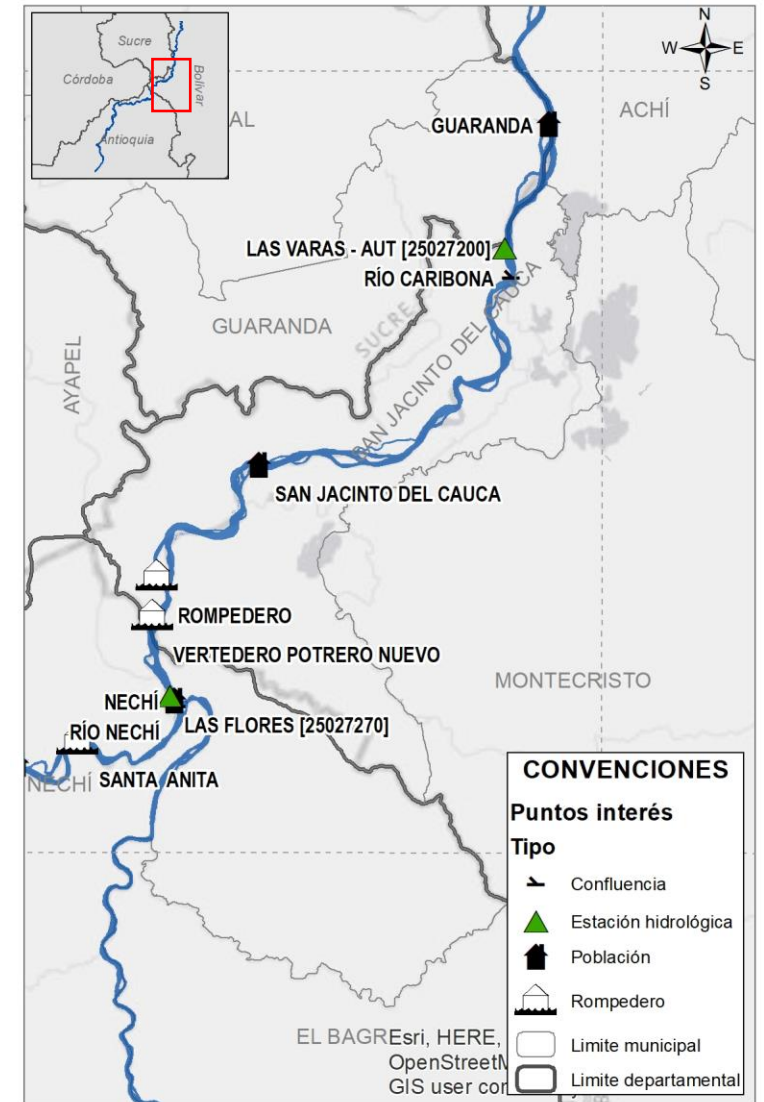 Sucre
Córdoba
Bolívar
Antioquia
N
W
E
S
AL
ACHÍ
GUARANDA
LAS VARAS - AUT [25027200]
RÍO CARIBONA
GUARANDA
SUCRE
SAN JACINTO DEL CAUCA
AYAPEL
SAN JACINTO DEL CAUCA
ROMPEDERO
VERTEDERO POTRERO NUEVO
MONTECRISTO
NECHÍ
LAS FLORES [25027270]
RÍO NECHÍ
NECHÍ
SANTA ANITA
EL BAGRE
Esri, HERE,
OpenStreetM
GIS user con
CONVENCIONES
Puntos interés
Tipo
Confluencia
Estación hidrológica
Población
Rompedero
Limite municipal
Limite departamental